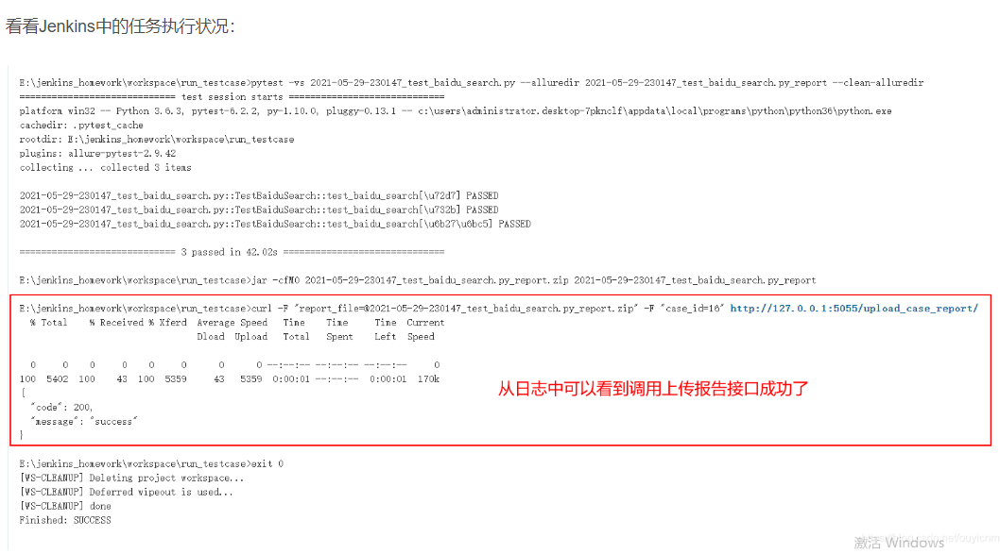 看看Jenkins中的任务执行状况：
E:\jenkins_homework\workspace\run_testcase>pytest -vs 2021-05-29-230147_test_baidu_search.py --alluredir 2021-05-29-230147_test_baidu_search.py_report --clean-alluredir
============================= test session starts =============================
platform win32 -- Python 3.6.3, pytest-6.2.2, py-1.10.0, pluggy-0.13.1 -- c:\users\administrator.desktop-7pknclf\appdata\local\programs\python\python36\python.exe
cachedir: .pytest_cache
rootdir: E:\jenkins_homework\workspace\run_testcase
plugins: allure-pytest-2.9.42
collecting ... collected 3 items
2021-05-29-230147_test_baidu_search.py::TestBaiduSearch::test_baidu_search[\u72d7] PASSED
2021-05-29-230147_test_baidu_search.py::TestBaiduSearch::test_baidu_search[\u732b] PASSED
2021-05-29-230147_test_baidu_search.py::TestBaiduSearch::test_baidu_search[\u6b27\u6bc5] PASSED
============================= 3 passed in 42.02s ==============================
E:\jenkins_homework\workspace\run_testcase>jar -cfM0 2021-05-29-230147_test_baidu_search.py_report.zip 2021-05-29-230147_test_baidu_search.py_report
E:\jenkins_homework\workspace\run_testcase>curl -F "report_file=@2021-05-29-230147_test_baidu_search.py_report.zip" -F "case_id=16" http://127.0.0.1:5055/upload_case_report/
% Total % Received % Xferd Average Speed Time Time Time Current
Dload Upload Total Spent Left Speed
0 0 0 0 0 0 0 0 --:--:-- --:--:-- --:--:-- 0
100 5402 100 43 100 5359 43 5359 0:00:01 --:--:-- 0:00:01 170k
{
"code": 200,
"message": "success"
}
从日志中可以看到调用上传报告接口成功了
E:\jenkins_homework\workspace\run_testcase>exit 0
[WS-CLEANUP] Deleting project workspace...
[WS-CLEANUP] Deferred wipeout is used...
[WS-CLEANUP] done
Finished: SUCCESS
激活 Windows